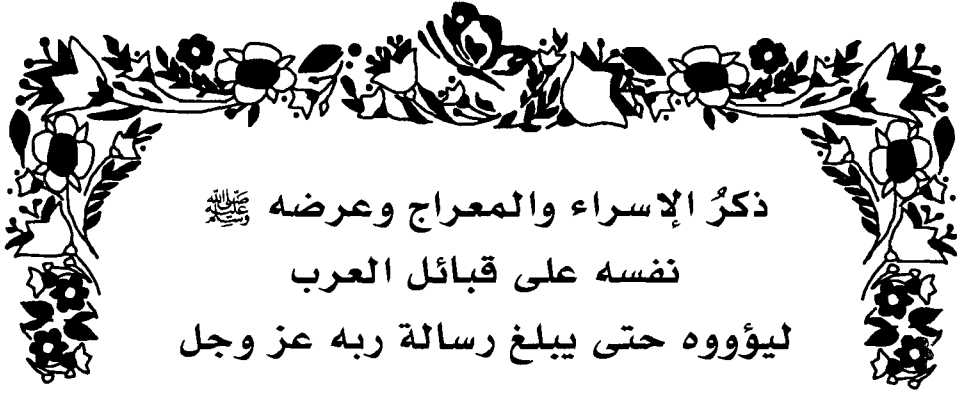 ذكرُ الإسراء والمعراج وعرضه ﷺ
نفسه على قبائل العرب
ليؤووه حتى يبلغ رسالة ربه عز وجل